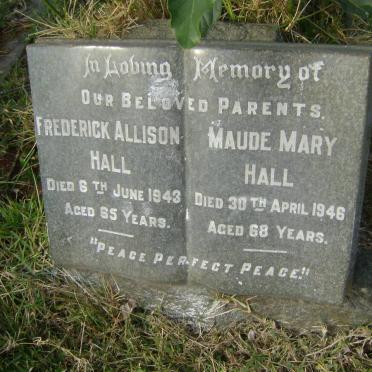 In Loving Memory of
OUR BELOVED PARENTS.
FREDERICK ALLISON
HALL
DIED 6TH JUNE 1943
AGED 65 YEARS.
MAUDE MARY
HALL
DIED 30TH APRIL 1946
AGED 68 YEARS.
"PEACE PERFECT PEACE."